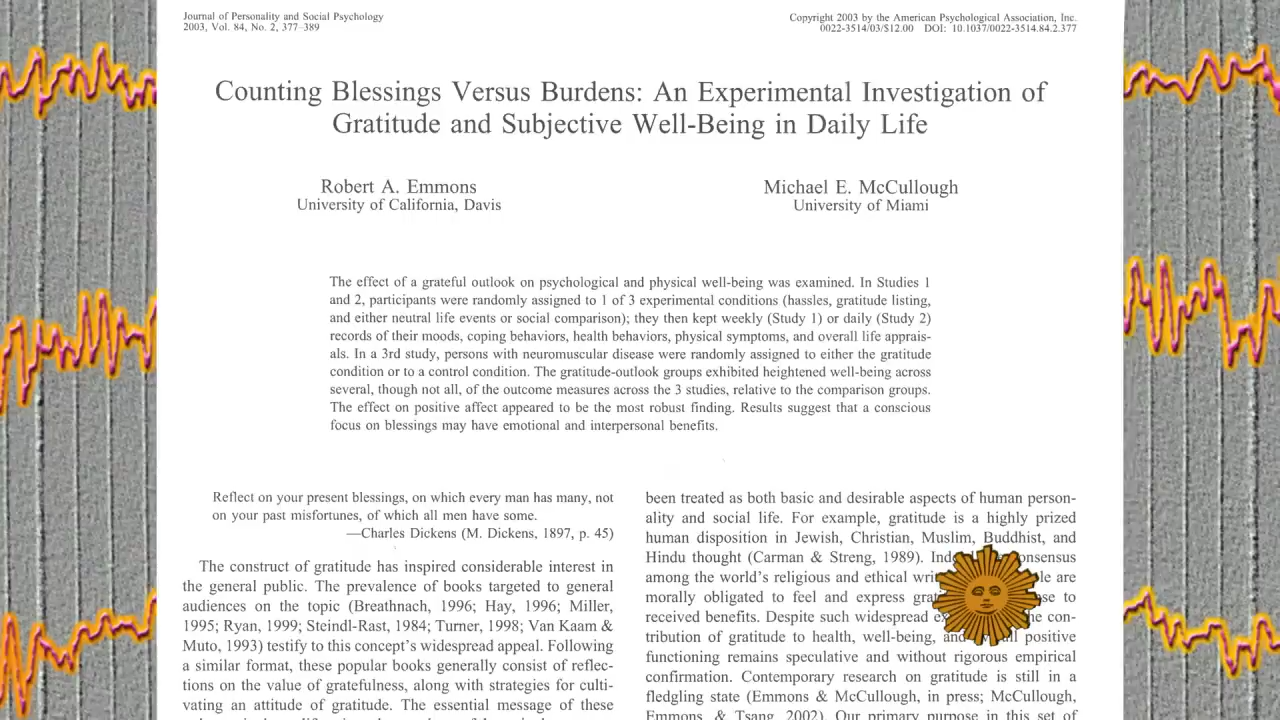 Journal of Personality and Social Psychology
2003, Vol. 84, No. 2, 377–389
Copyright 2003 by the American Psychological Association, Inc.
0022-3514/03/$12.00 DOI: 10.1037/0022-3514.84.2.377
Counting Blessings Versus Burdens: An Experimental Investigation of
Gratitude and Subjective Well-Being in Daily Life
Robert A. Emmons
University of California, Davis
Michael E. McCullough
University of Miami
The effect of a grateful outlook on psychological and physical well-being was examined. In Studies 1
and 2, participants were randomly assigned to 1 of 3 experimental conditions (hassles, gratitude listing,
and either neutral life events or social comparison); they then kept weekly (Study 1) or daily (Study 2)
records of their moods, coping behaviors, health behaviors, physical symptoms, and overall life apprais-
als. In a 3rd study, persons with neuromuscular disease were randomly assigned to either the gratitude
condition or to a control condition. The gratitude-outlook groups exhibited heightened well-being across
several, though not all, of the outcome measures across the 3 studies, relative to the comparison groups.
The effect on positive affect appeared to be the most robust finding. Results suggest that a conscious
focus on blessings may have emotional and interpersonal benefits.
Reflect on your present blessings, on which every man has many, not
on your past misfortunes, of which all men have some.
—Charles Dickens (M. Dickens, 1897, p. 45)
The construct of gratitude has inspired considerable interest in
the general public. The prevalence of books targeted to general
audiences on the topic (Breathnach, 1996; Hay, 1996; Miller,
1995; Ryan, 1999; Steindl-Rast, 1984; Turner, 1998; Van Kaam &
Muto, 1993) testify to this concept's widespread appeal. Following
a similar format, these popular books generally consist of reflec-
tions on the value of gratefulness, along with strategies for culti-
vating an attitude of gratitude. The essential message of these
been treated as both basic and desirable aspects of human person-
ality and social life. For example, gratitude is a highly prized
human disposition in Jewish, Christian, Muslim, Buddhist, and
Hindu thought (Carman & Streng, 1989). onsensus
among the world's religious and ethical are
morally obligated to feel and express to
received benefits. Despite such widespread con-
tribution of gratitude to health, well-being, and positive
functioning remains speculative and without rigorous empirical
confirmation. Contemporary research on gratitude is still in a
fledgling state (Emmons & McCullough, in press; McCullough,
Emmons, & Tsang, 2002). Our primary purpose in this set of